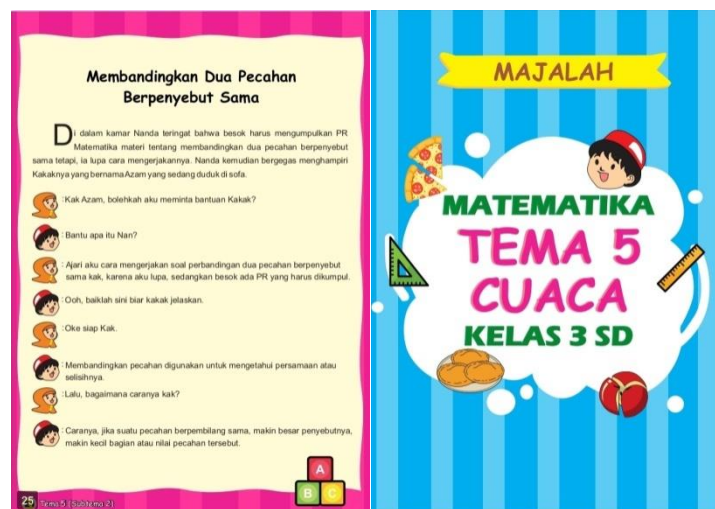 Membandingkan Dua Pecahan
Berpenyebut Sama
Di dalam kamar Nanda teringat bahwa besok harus mengumpulkan PR
Matematika materi tentang membandingkan dua pecahan berpenyebut
sama tetapi, ia lupa cara mengerjakannya. Nanda kemudian bergegas menghampiri
Kakaknya yang bernama Azam yang sedang duduk di sofa.
: Kak Azam, bolehkah aku meminta bantuan Kakak?
: Bantu apa itu Nan?
: Ajari aku cara mengerjakan soal perbandingan dua pecahan berpenyebut
sama kak, karena aku lupa, sedangkan besok ada PR yang harus dikumpul.
: Ooh, baiklah sini biar kakak jelaskan.
: Oke siap Kak.
: Membandingkan pecahan digunakan untuk mengetahui persamaan atau
selisihnya.
: Lalu, bagaimana caranya kak?
: Caranya, jika suatu pecahan berpembilang sama, makin besar penyebutnya,
makin kecil bagian atau nilai pecahan tersebut.
A
B C
25 Tema 5 (Subtema 2)
MAJALAH
MATEMATIKA
TEMA 5
CUACA
KELAS 3 SD